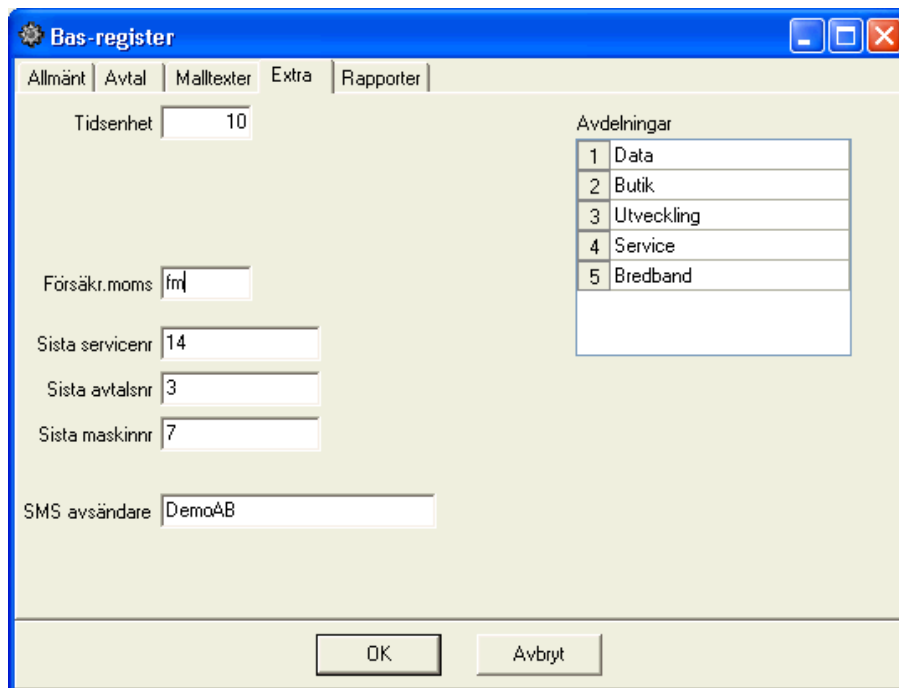 Bas-register
Allmänt Avtal Malltexter Extra Rapporter
Tidsenhet 10
Avdelningar
1 Data
2 Butik
3 Utveckling
4 Service
5 Bredband
Försäkr.moms fm
Sista servicenr 14
Sista avtalsnr 3
Sista maskinnr 7
SMS avsändare DemoAB
OK Avbryt